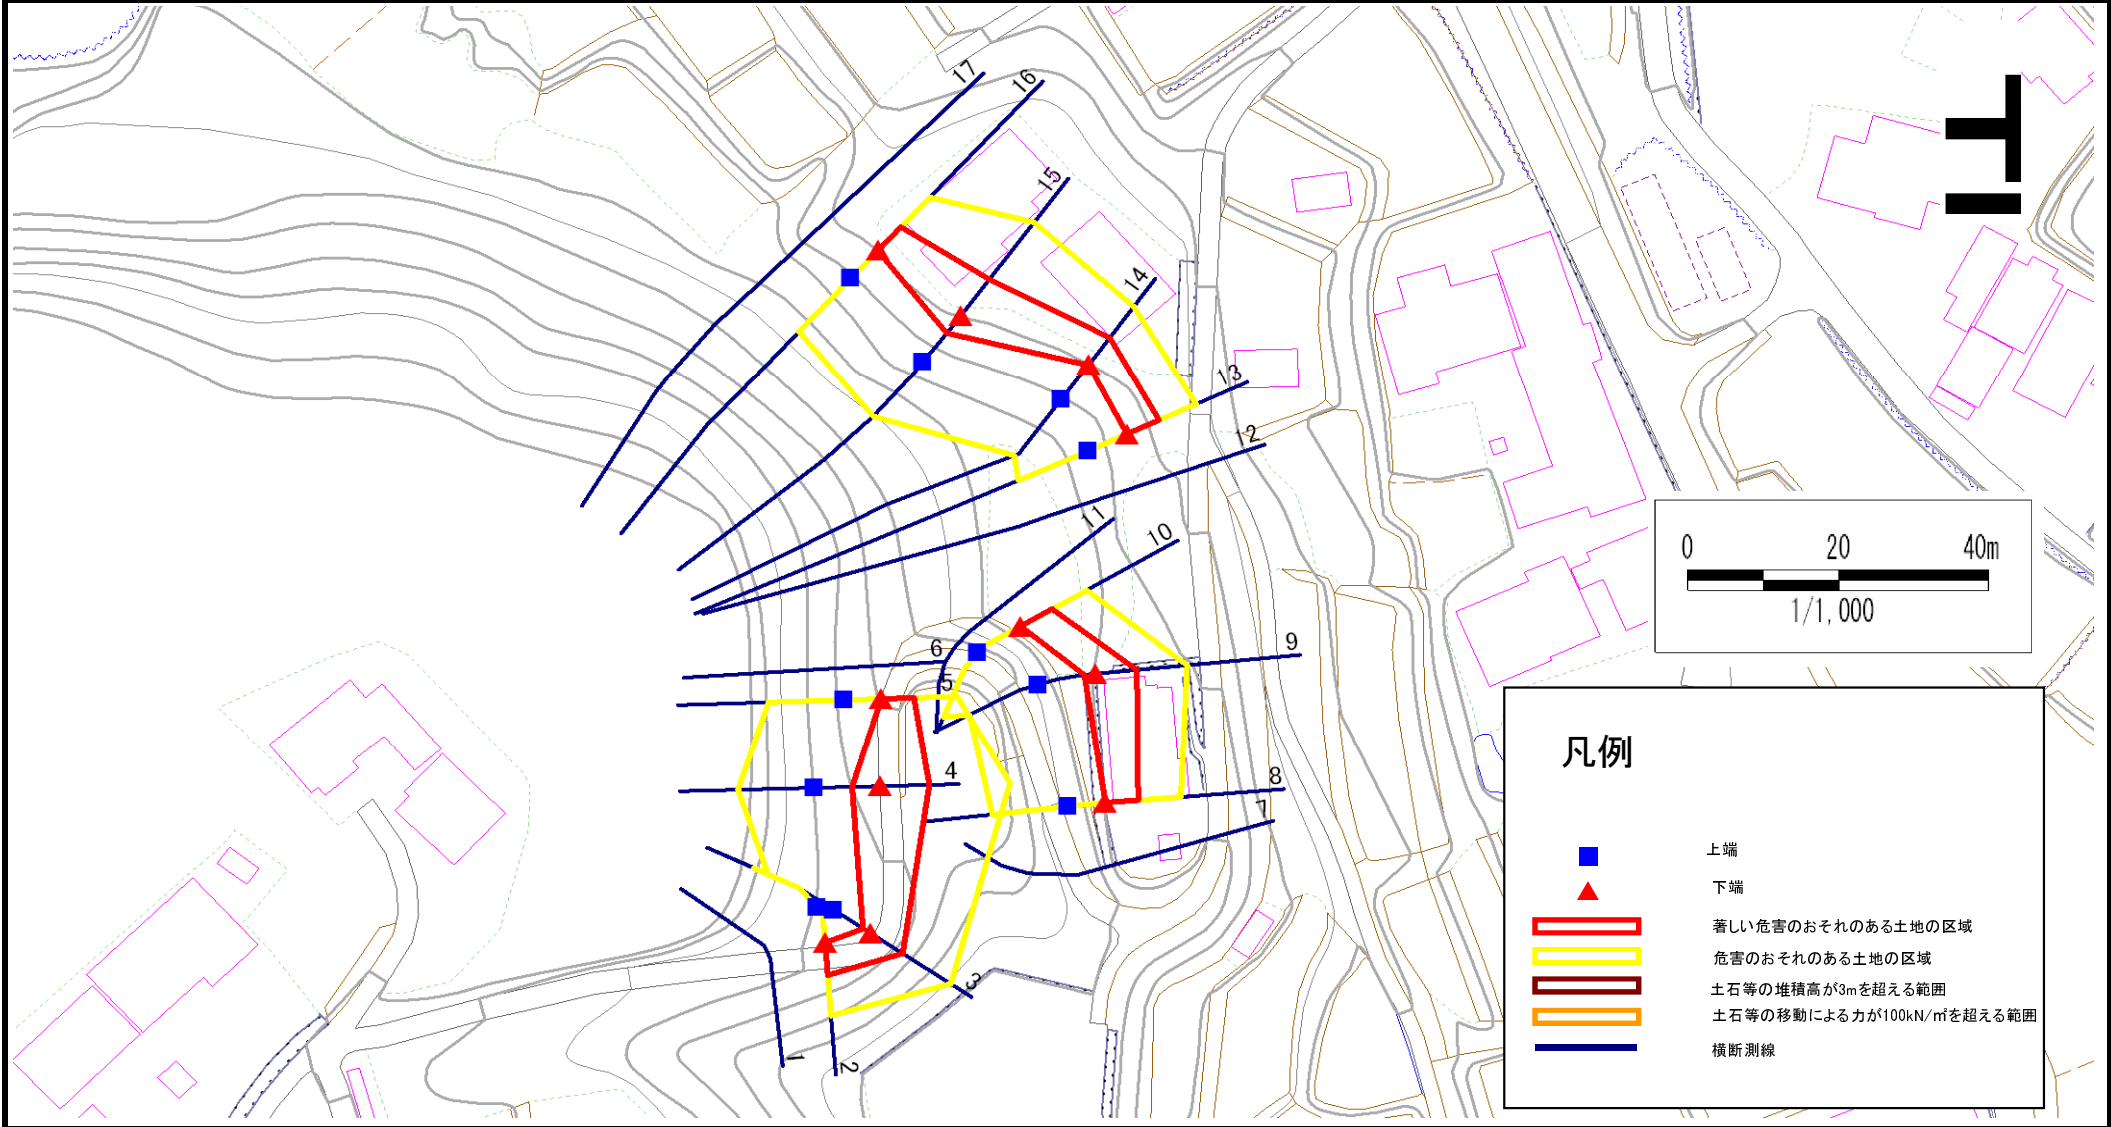 17
16
15
14
13
12
11
10
9
8
7
6
5
4
3
2
1
0 20 40m
1/1,000
凡例
上端
下端
著しい危害のおそれのある土地の区域
危害のおそれのある土地の区域
土石等の堆積高が3mを超える範囲
土石等の移動による力が100kN/㎡を超える範囲
横断測線